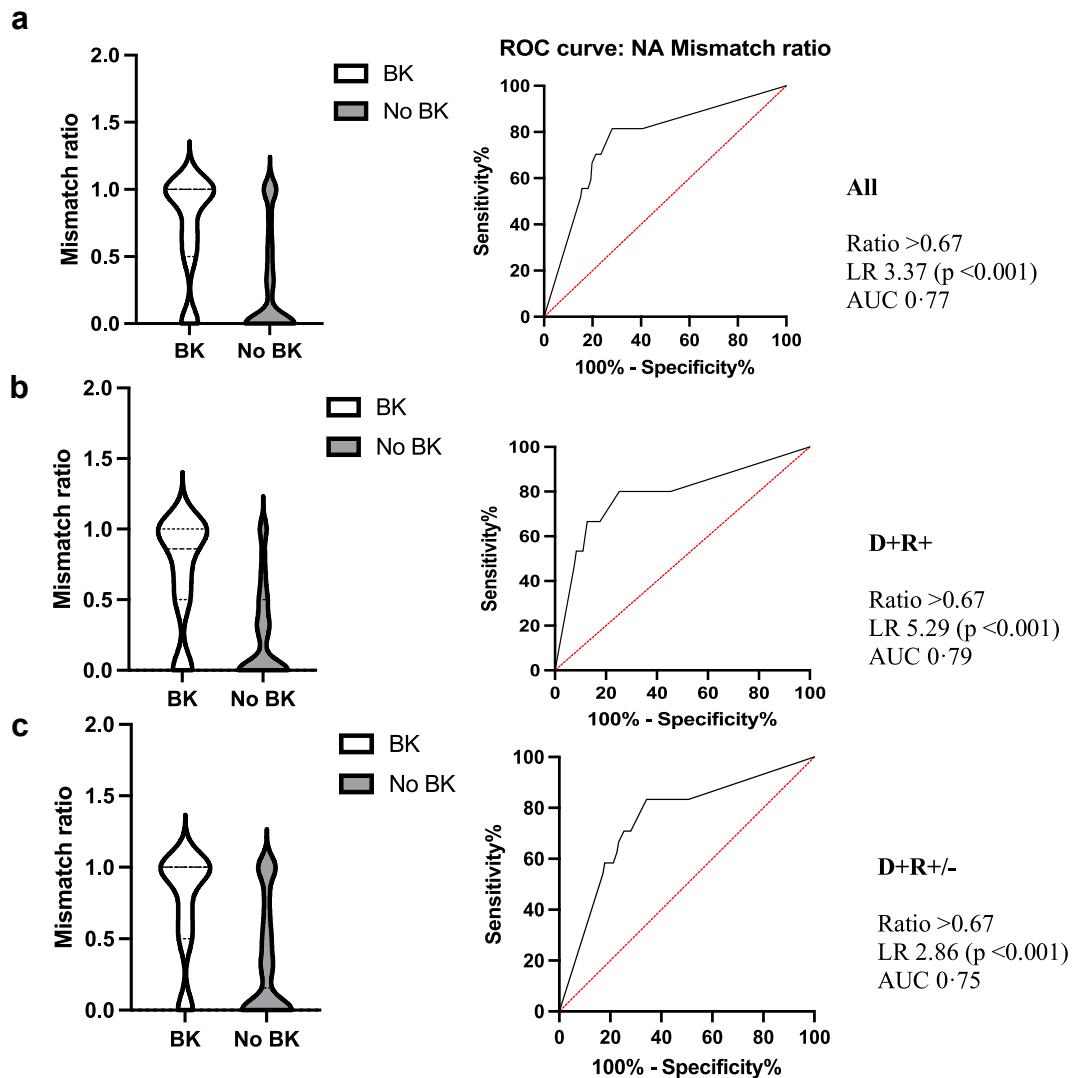 a
2.0
1.5
1.0
0.5
0.0
Mismatch ratio
BK
No BK
BK
No BK
ROC curve: NA Mismatch ratio
100
80
60
40
20
0
Sensitivity%
0 20 40 60 80 100
100% - Specificity%
All
Ratio >0.67
LR 3.37 (p <0.001)
AUC 0·77
b
2.0
1.5
1.0
0.5
0.0
Mismatch ratio
BK
No BK
BK
No BK
100
80
60
40
20
0
Sensitivity%
0 20 40 60 80 100
100% - Specificity%
D+R+
Ratio >0.67
LR 5.29 (p <0.001)
AUC 0·79
c
2.0
1.5
1.0
0.5
0.0
Mismatch ratio
BK
No BK
BK
No BK
100
80
60
40
20
0
Sensitivity%
0 20 40 60 80 100
100% - Specificity%
D+R+/-
Ratio >0.67
LR 2.86 (p <0.001)
AUC 0·75